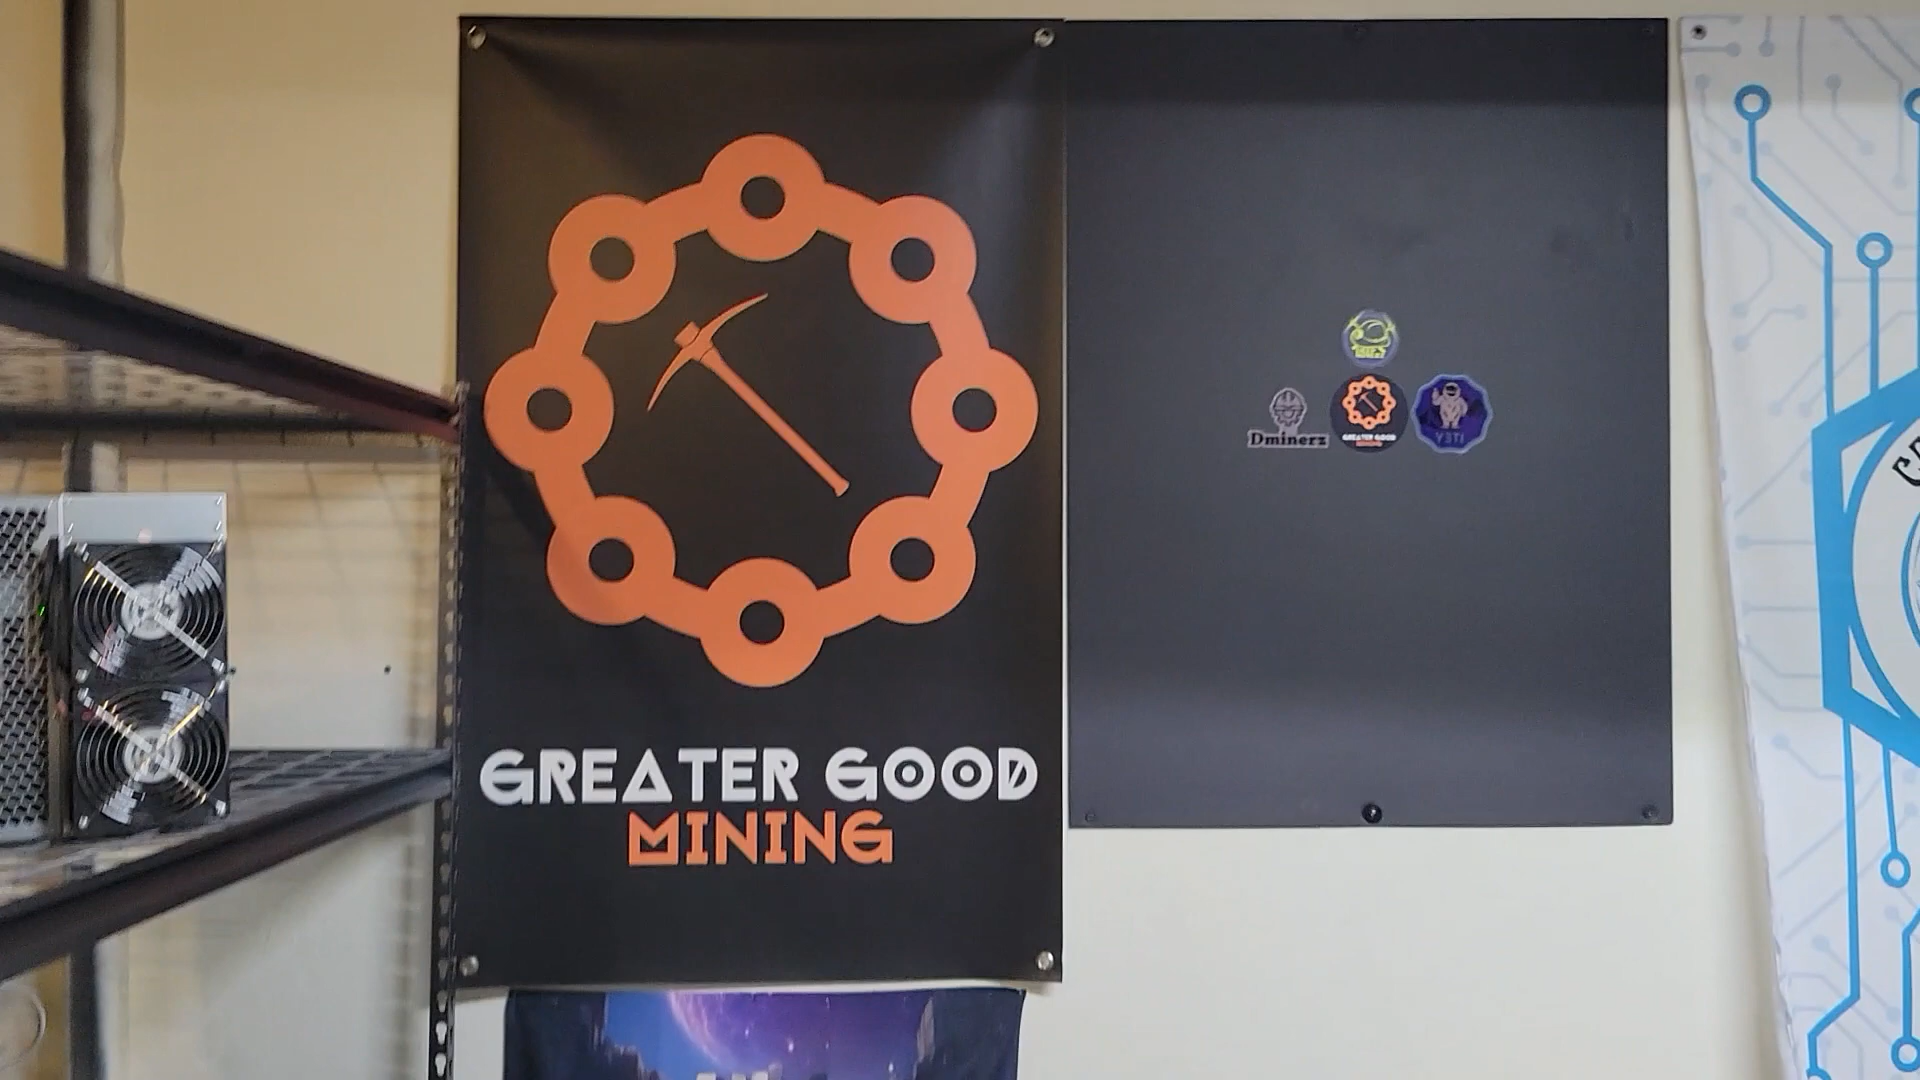 GREATER GOOD
MINING
Dminerz
GREATER GOOD
MINING
Y3TI